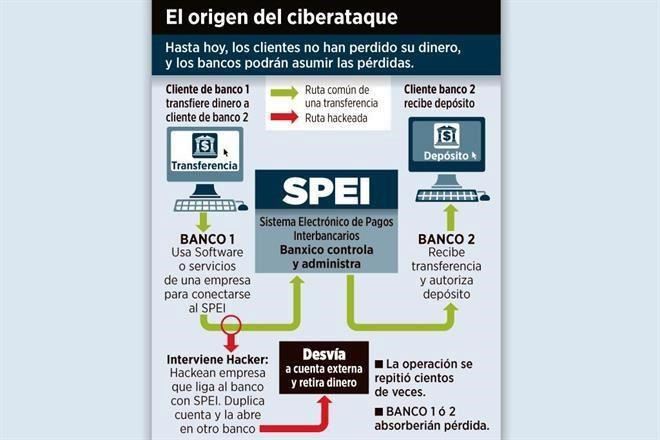 El origen del ciberataque
Hasta hoy, los clientes no han perdido su dinero,
y los bancos podrán asumir las pérdidas.
Cliente de banco 1
transfiere dinero a
cliente de banco 2
Ruta común de
una transferencia
Ruta hackeada
Cliente banco 2
recibe depósito
Transferencia
Depósito
SPEI
Sistema Electrónico de Pagos
Interbancarios
Banxico controla
y administra
BANCO 1
Usa Software
o servicios
de una empresa
para conectarse
al SPEI
BANCO 2
Recibe
transferencia
y autoriza
depósito
Interviene Hacker:
Hackean empresa
que liga al banco
con SPEI. Duplica
cuenta y la abre
en otro banco
Desvía
a cuenta externa
y retira dinero
■ La operación se
repitió cientos
de veces.
■ BANCO 1 ó 2
absorberían pérdida.